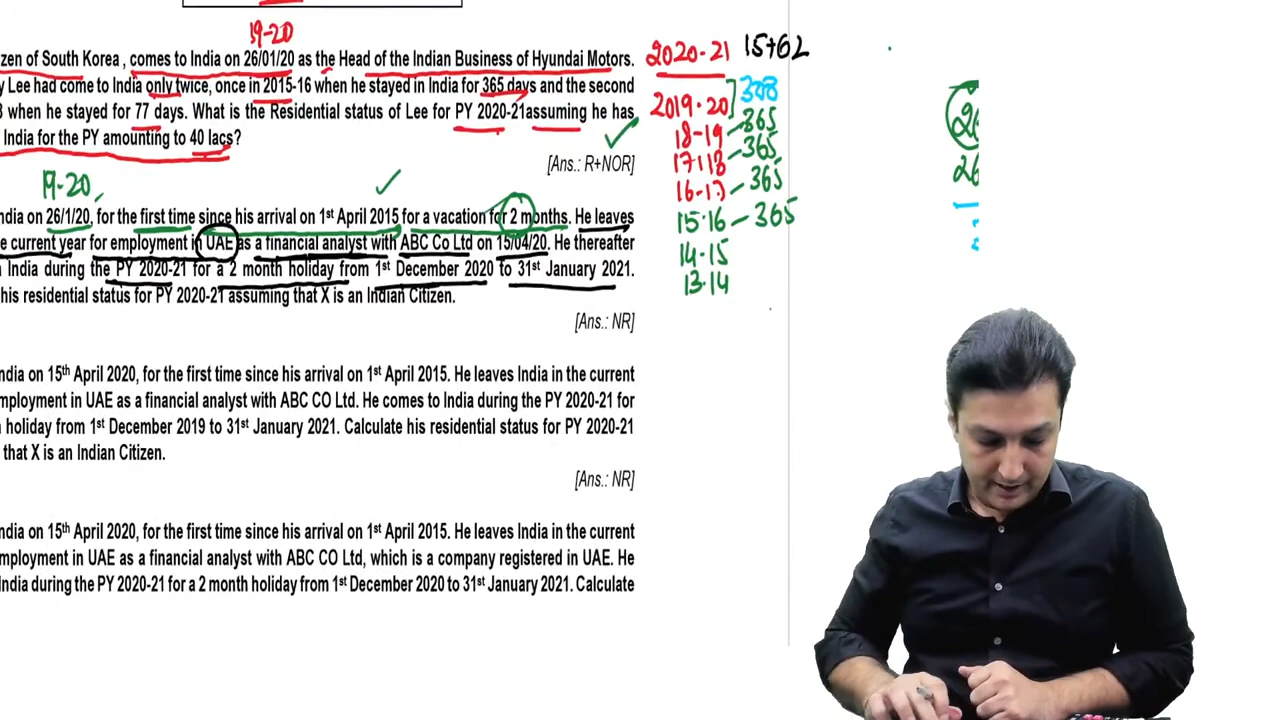 19-20
zen of South Korea , comes to India on 26/01/20 as the Head of the Indian Business of Hyundai Motors.
y Lee had come to India only twice, once in 2015-16 when he stayed in India for 365 days and the second
3 when he stayed for 77 days. What is the Residential status of Lee for PY 2020-21assuming he has
India for the PY amounting to 40 lacs?
[Ans.: R+NOR]
19-20
ndia on 26/1/20, for the first time since his arrival on 1st April 2015 for a vacation for 2 months. He leaves
e current year for employment in UAE as a financial analyst with ABC Co Ltd on 15/04/20. He thereafter
India during the PY 2020-21 for a 2 month holiday from 1st December 2020 to 31st January 2021.
his residential status for PY 2020-21 assuming that X is an Indian Citizen.
[Ans.: NR]
ndia on 15th April 2020, for the first time since his arrival on 1st April 2015. He leaves India in the current
mployment in UAE as a financial analyst with ABC CO Ltd. He comes to India during the PY 2020-21 for
holiday from 1st December 2019 to 31st January 2021. Calculate his residential status for PY 2020-21
that X is an Indian Citizen.
[Ans.: NR]
ndia on 15th April 2020, for the first time since his arrival on 1st April 2015. He leaves India in the current
mployment in UAE as a financial analyst with ABC CO Ltd, which is a company registered in UAE. He
India during the PY 2020-21 for a 2 month holiday from 1st December 2020 to 31st January 2021. Calculate
2020-21 15+62
2019-20] 308
18-19 - 365
17-18 - 365
16-17 - 365
15-16 - 365
14-15
13-14
26